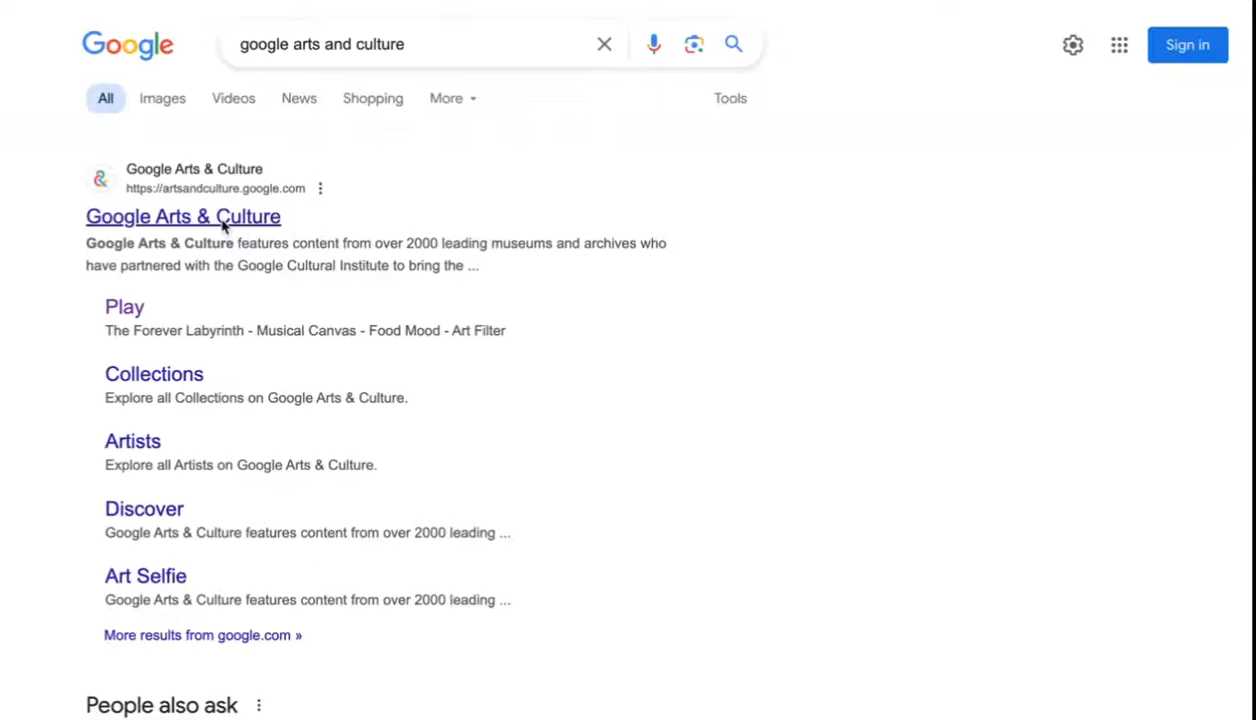 Google
google arts and culture
Sign in
All
Images
Videos
News
Shopping
More
Tools
Google Arts & Culture
https://artsandculture.google.com
Google Arts & Culture
Google Arts & Culture features content from over 2000 leading museums and archives who
have partnered with the Google Cultural Institute to bring the ...
Play
The Forever Labyrinth - Musical Canvas - Food Mood - Art Filter
Collections
Explore all Collections on Google Arts & Culture.
Artists
Explore all Artists on Google Arts & Culture.
Discover
Google Arts & Culture features content from over 2000 leading ...
Art Selfie
Google Arts & Culture features content from over 2000 leading ...
More results from google.com »
People also ask